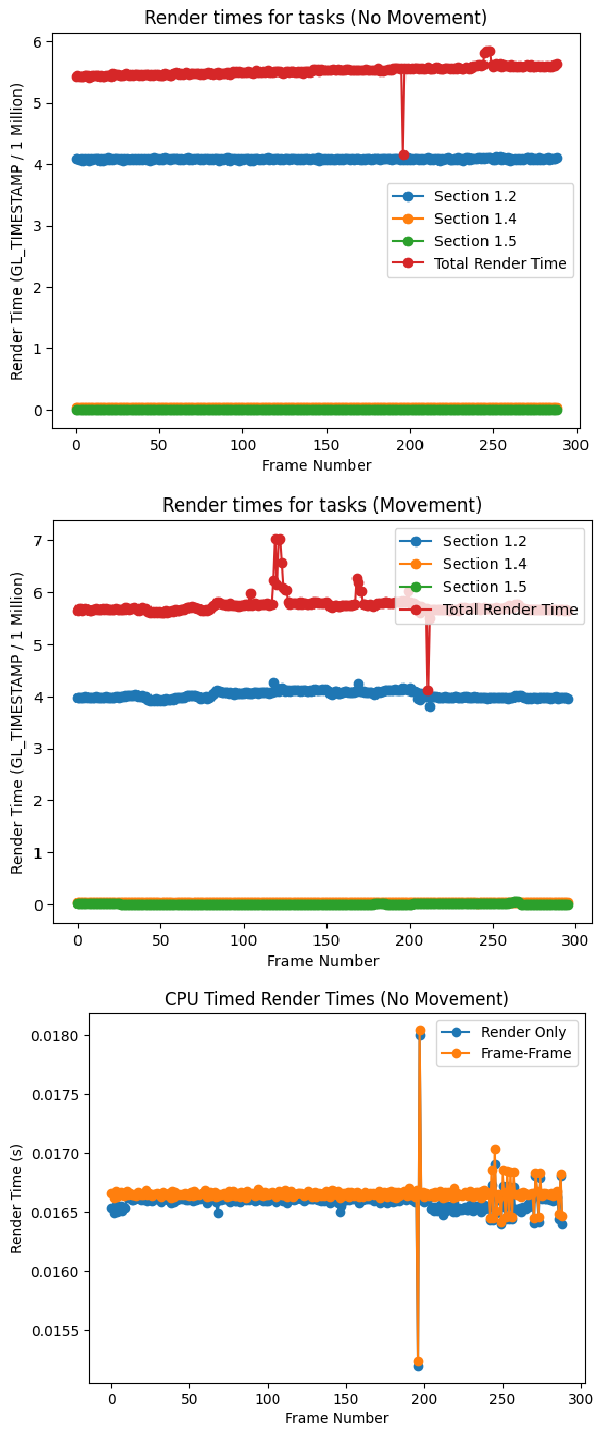 Render times for tasks (No Movement)
Render Time (GL_TIMESTAMP / 1 Million)
6
5
4
3
2
1
0
Section 1.2
Section 1.4
Section 1.5
Total Render Time
0 50 100 150 200 250 300
Frame Number
Render times for tasks (Movement)
Render Time (GL_TIMESTAMP / 1 Million)
7
6
5
4
3
2
1
0
Section 1.2
Section 1.4
Section 1.5
Total Render Time
0 50 100 150 200 250 300
Frame Number
CPU Timed Render Times (No Movement)
Render Time (s)
0.0180
0.0175
0.0170
0.0165
0.0160
0.0155
Render Only
Frame-Frame
0 50 100 150 200 250 300
Frame Number